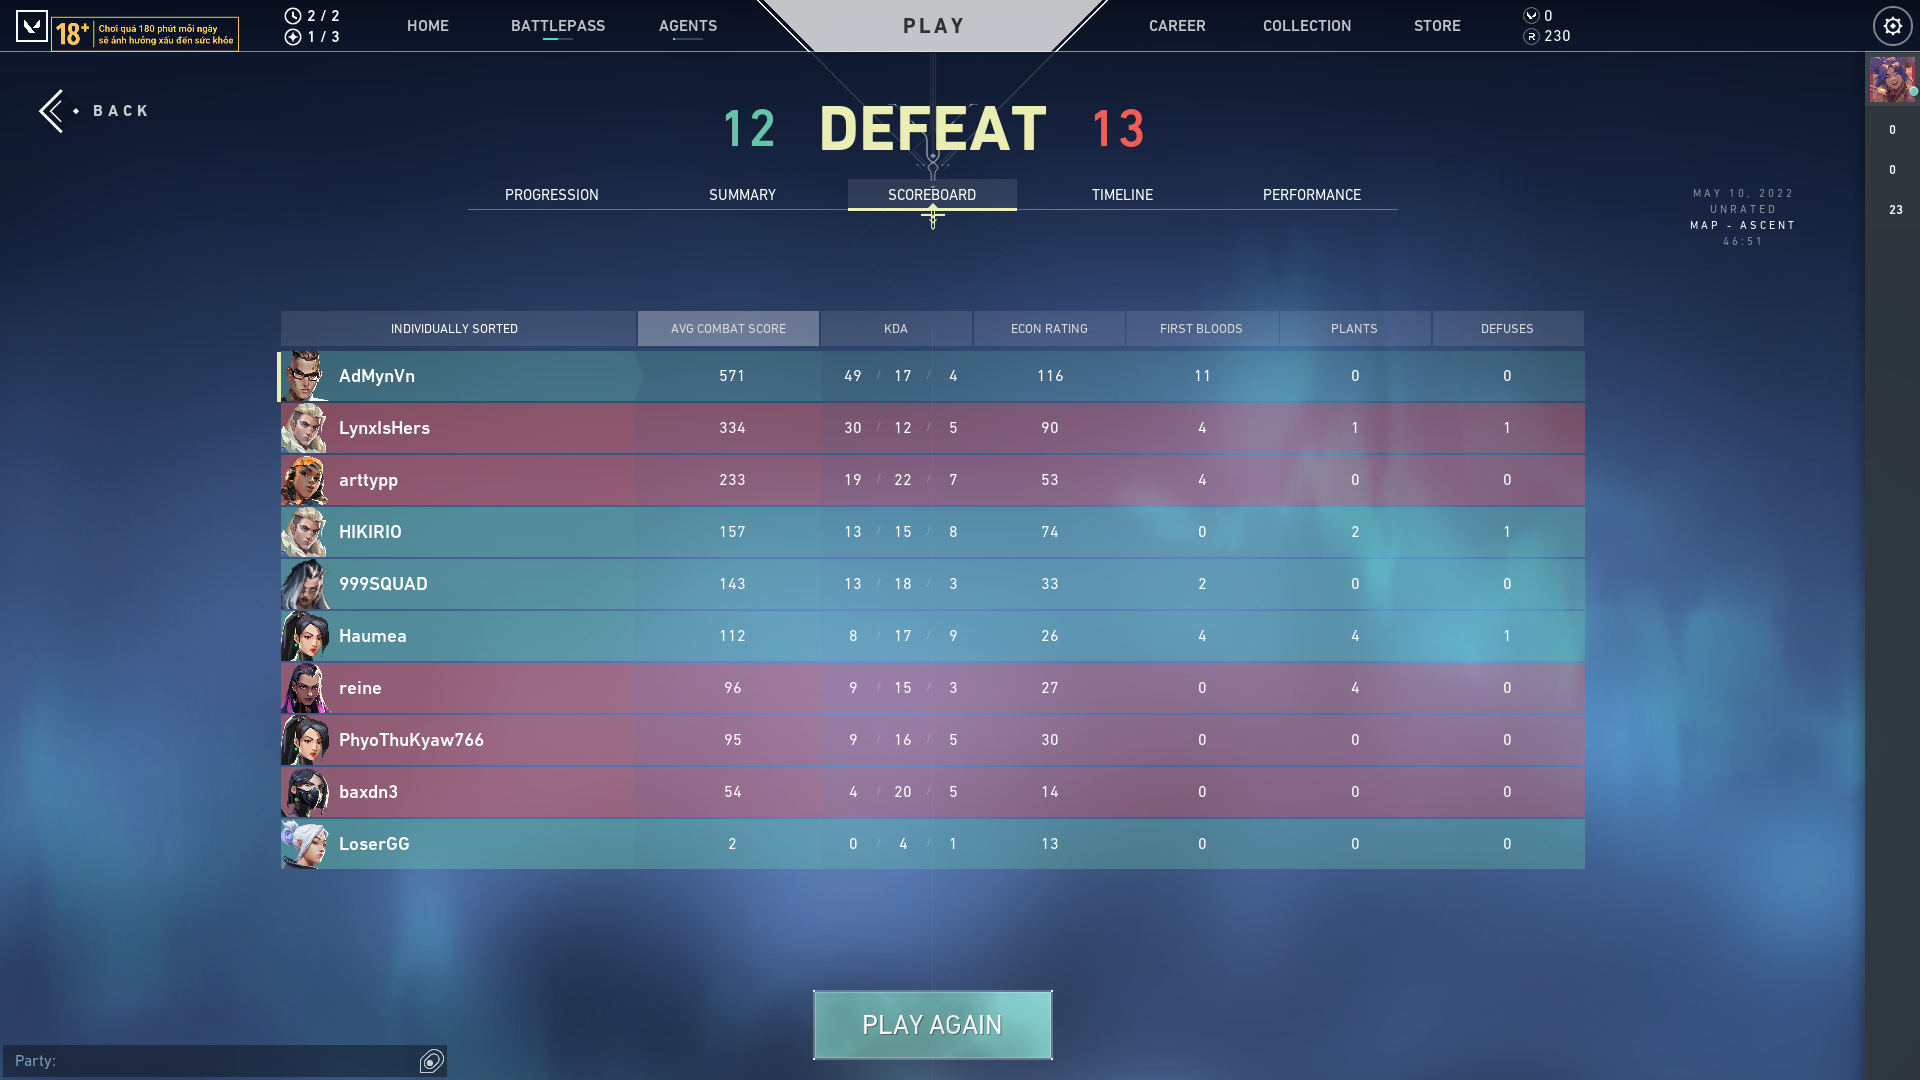 18+ Chơi quá 180 phút mỗi ngày
sẽ ảnh hưởng xấu đến sức khỏe
2 / 2
1 / 3
HOME BATTLEPASS AGENTS PLAY CAREER COLLECTION STORE
0
R 230
BACK
12 DEFEAT 13
PROGRESSION SUMMARY SCOREBOARD TIMELINE PERFORMANCE
MAY 10, 2022
UNRATED
MAP - ASCENT
46:51
0
0
23
INDIVIDUALLY SORTED AVG COMBAT SCORE KDA ECON RATING FIRST BLOODS PLANTS DEFUSES
AdMynVn 571 49 / 17 / 4 116 11 0 0
LynxIsHers 334 30 / 12 / 5 90 4 1 1
arttypp 233 19 / 22 / 7 53 4 0 0
HIKIRIO 157 13 / 15 / 8 74 0 2 1
999SQUAD 143 13 / 18 / 3 33 2 0 0
Haumea 112 8 / 17 / 9 26 4 4 1
reine 96 9 / 15 / 3 27 0 4 0
PhyoThuKyaw766 95 9 / 16 / 5 30 0 0 0
baxdn3 54 4 / 20 / 5 14 0 0 0
LoserGG 2 0 / 4 / 1 13 0 0 0
PLAY AGAIN
Party: